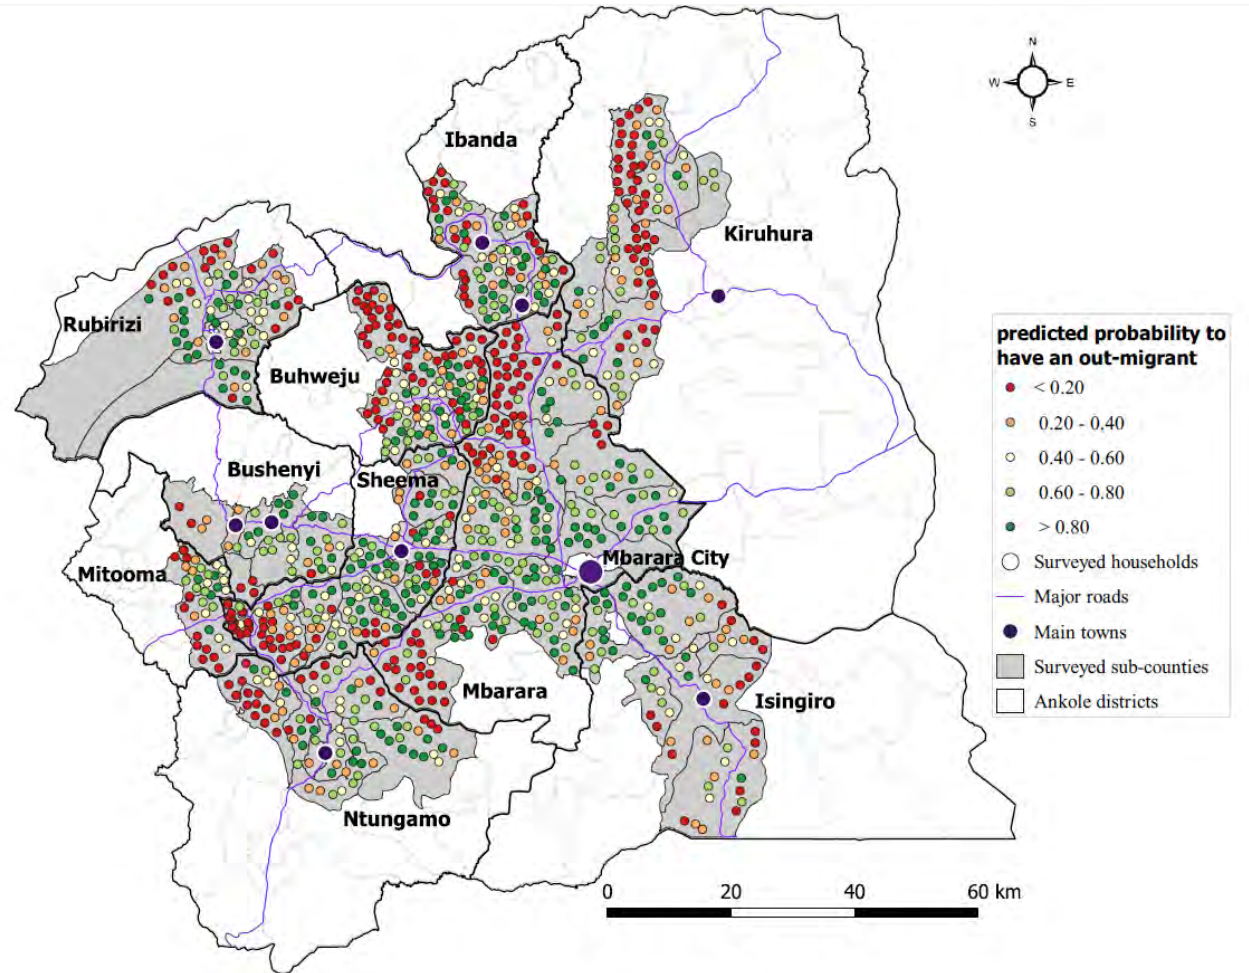 N
W E
S
Ibanda
Kiruhura
Rubirizi
Buhweju
Bushenyi
Sheema
Mbarara City
Mitooma
Mbarara
Isingiro
Ntungamo
predicted probability to
have an out-migrant
< 0.20
0.20 - 0.40
0.40 - 0.60
0.60 - 0.80
> 0.80
Surveyed households
Major roads
Main towns
Surveyed sub-counties
Ankole districts
0 20 40 60 km